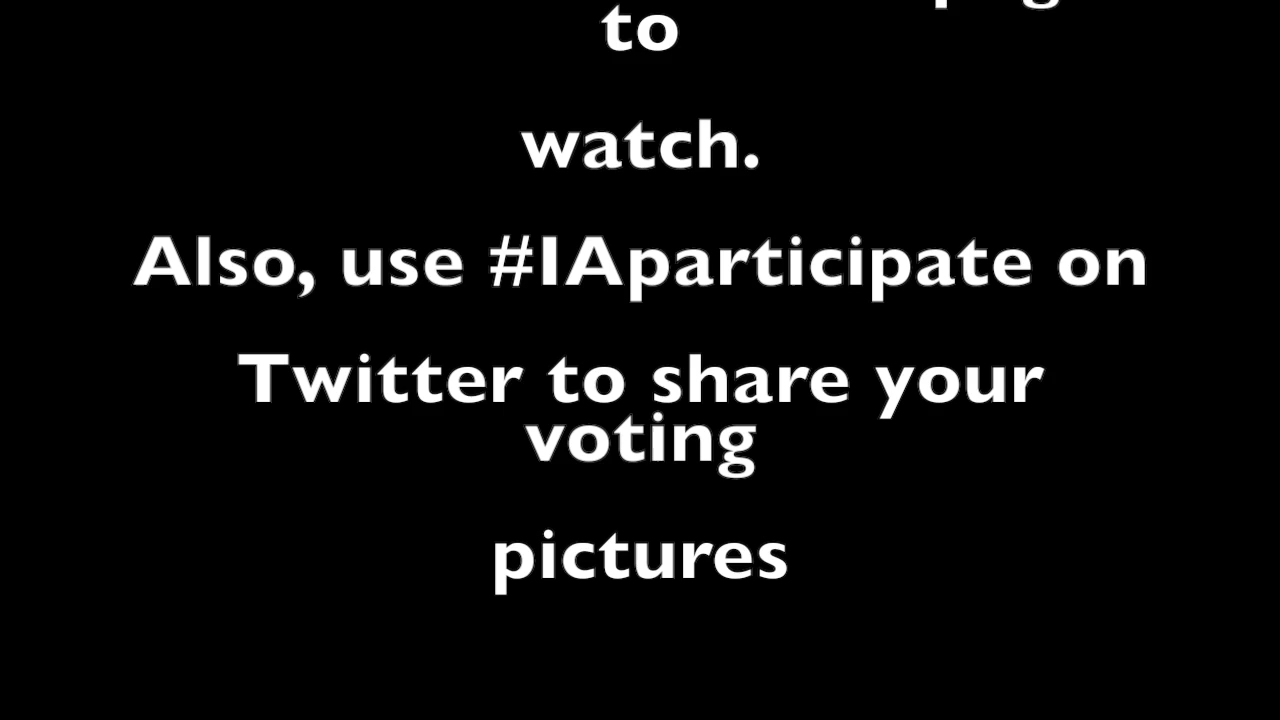 to
watch.
Also, use #IAparticipate on
Twitter to share your
voting
pictures